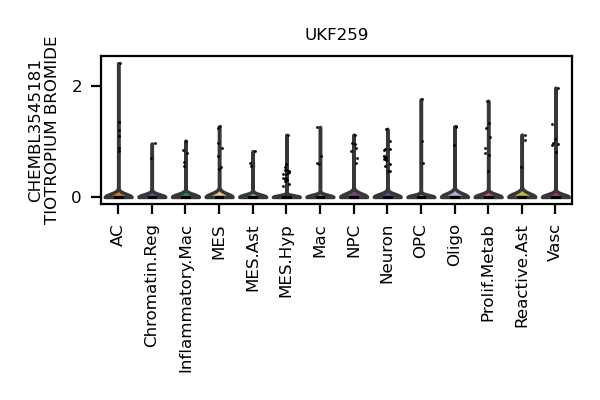 UKF259
CHEMBL3545181
TIOTROPIUM BROMIDE
2
0
AC
Chromatin.Reg
Inflammatory.Mac
MES
MES.Ast
MES.Hyp
Mac
NPC
Neuron
OPC
Oligo
Prolif.Metab
Reactive.Ast
Vasc